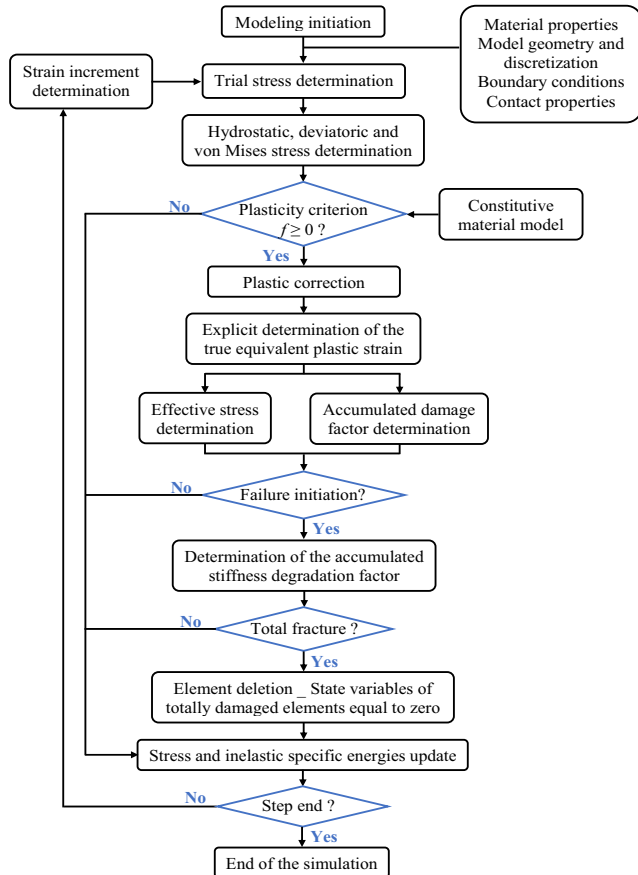 Modeling initiation
Material properties
Model geometry and
discretization
Boundary conditions
Contact properties
Strain increment
determination
Trial stress determination
Hydrostatic, deviatoric and
von Mises stress determination
No
Plasticity criterion
f ≥ 0 ?
Constitutive
material model
Yes
Plastic correction
Explicit determination of the
true equivalent plastic strain
Effective stress
determination
Accumulated damage
factor determination
No
Failure initiation?
Yes
Determination of the accumulated
stiffness degradation factor
No
Total fracture ?
Yes
Element deletion _ State variables of
totally damaged elements equal to zero
Stress and inelastic specific energies update
No
Step end ?
Yes
End of the simulation